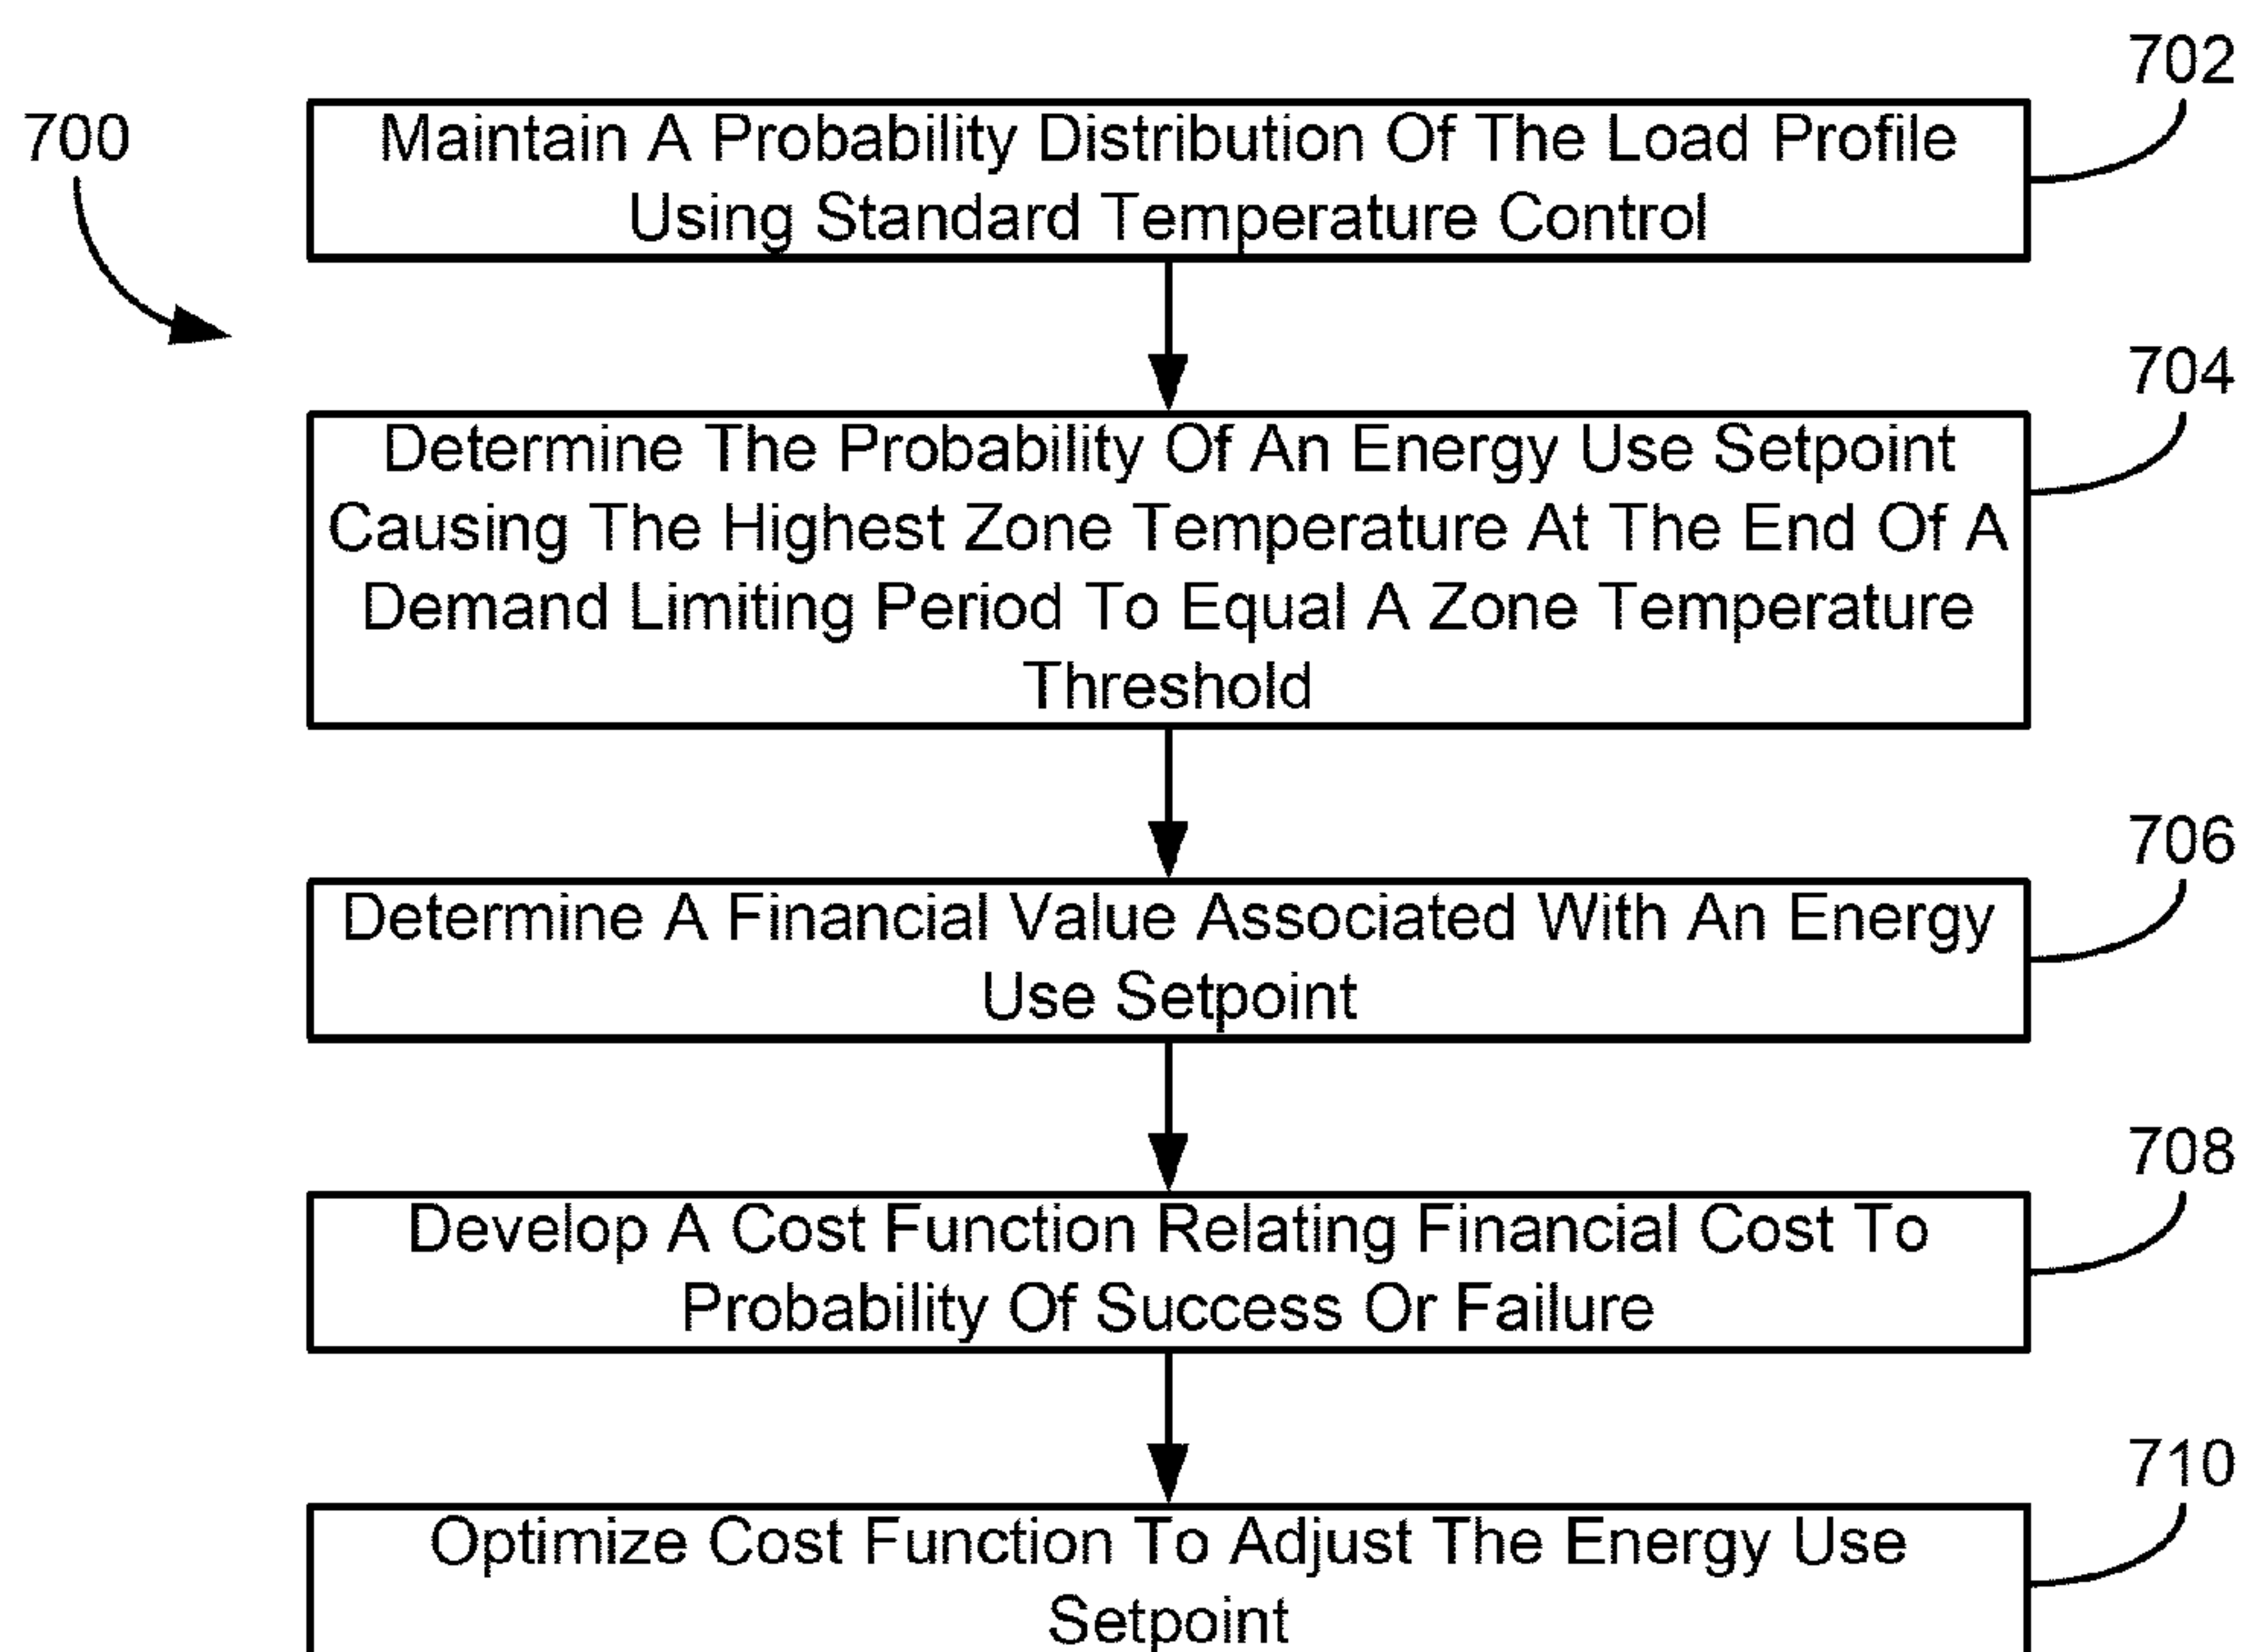 702
700
Maintain A Probability Distribution Of The Load Profile
Using Standard Temperature Control
704
Determine The Probability Of An Energy Use Setpoint
Causing The Highest Zone Temperature At The End Of A
Demand Limiting Period To Equal A Zone Temperature
Threshold
706
Determine A Financial Value Associated With An Energy
Use Setpoint
708
Develop A Cost Function Relating Financial Cost To
Probability Of Success Or Failure
710
Optimize Cost Function To Adjust The Energy Use
Setpoint